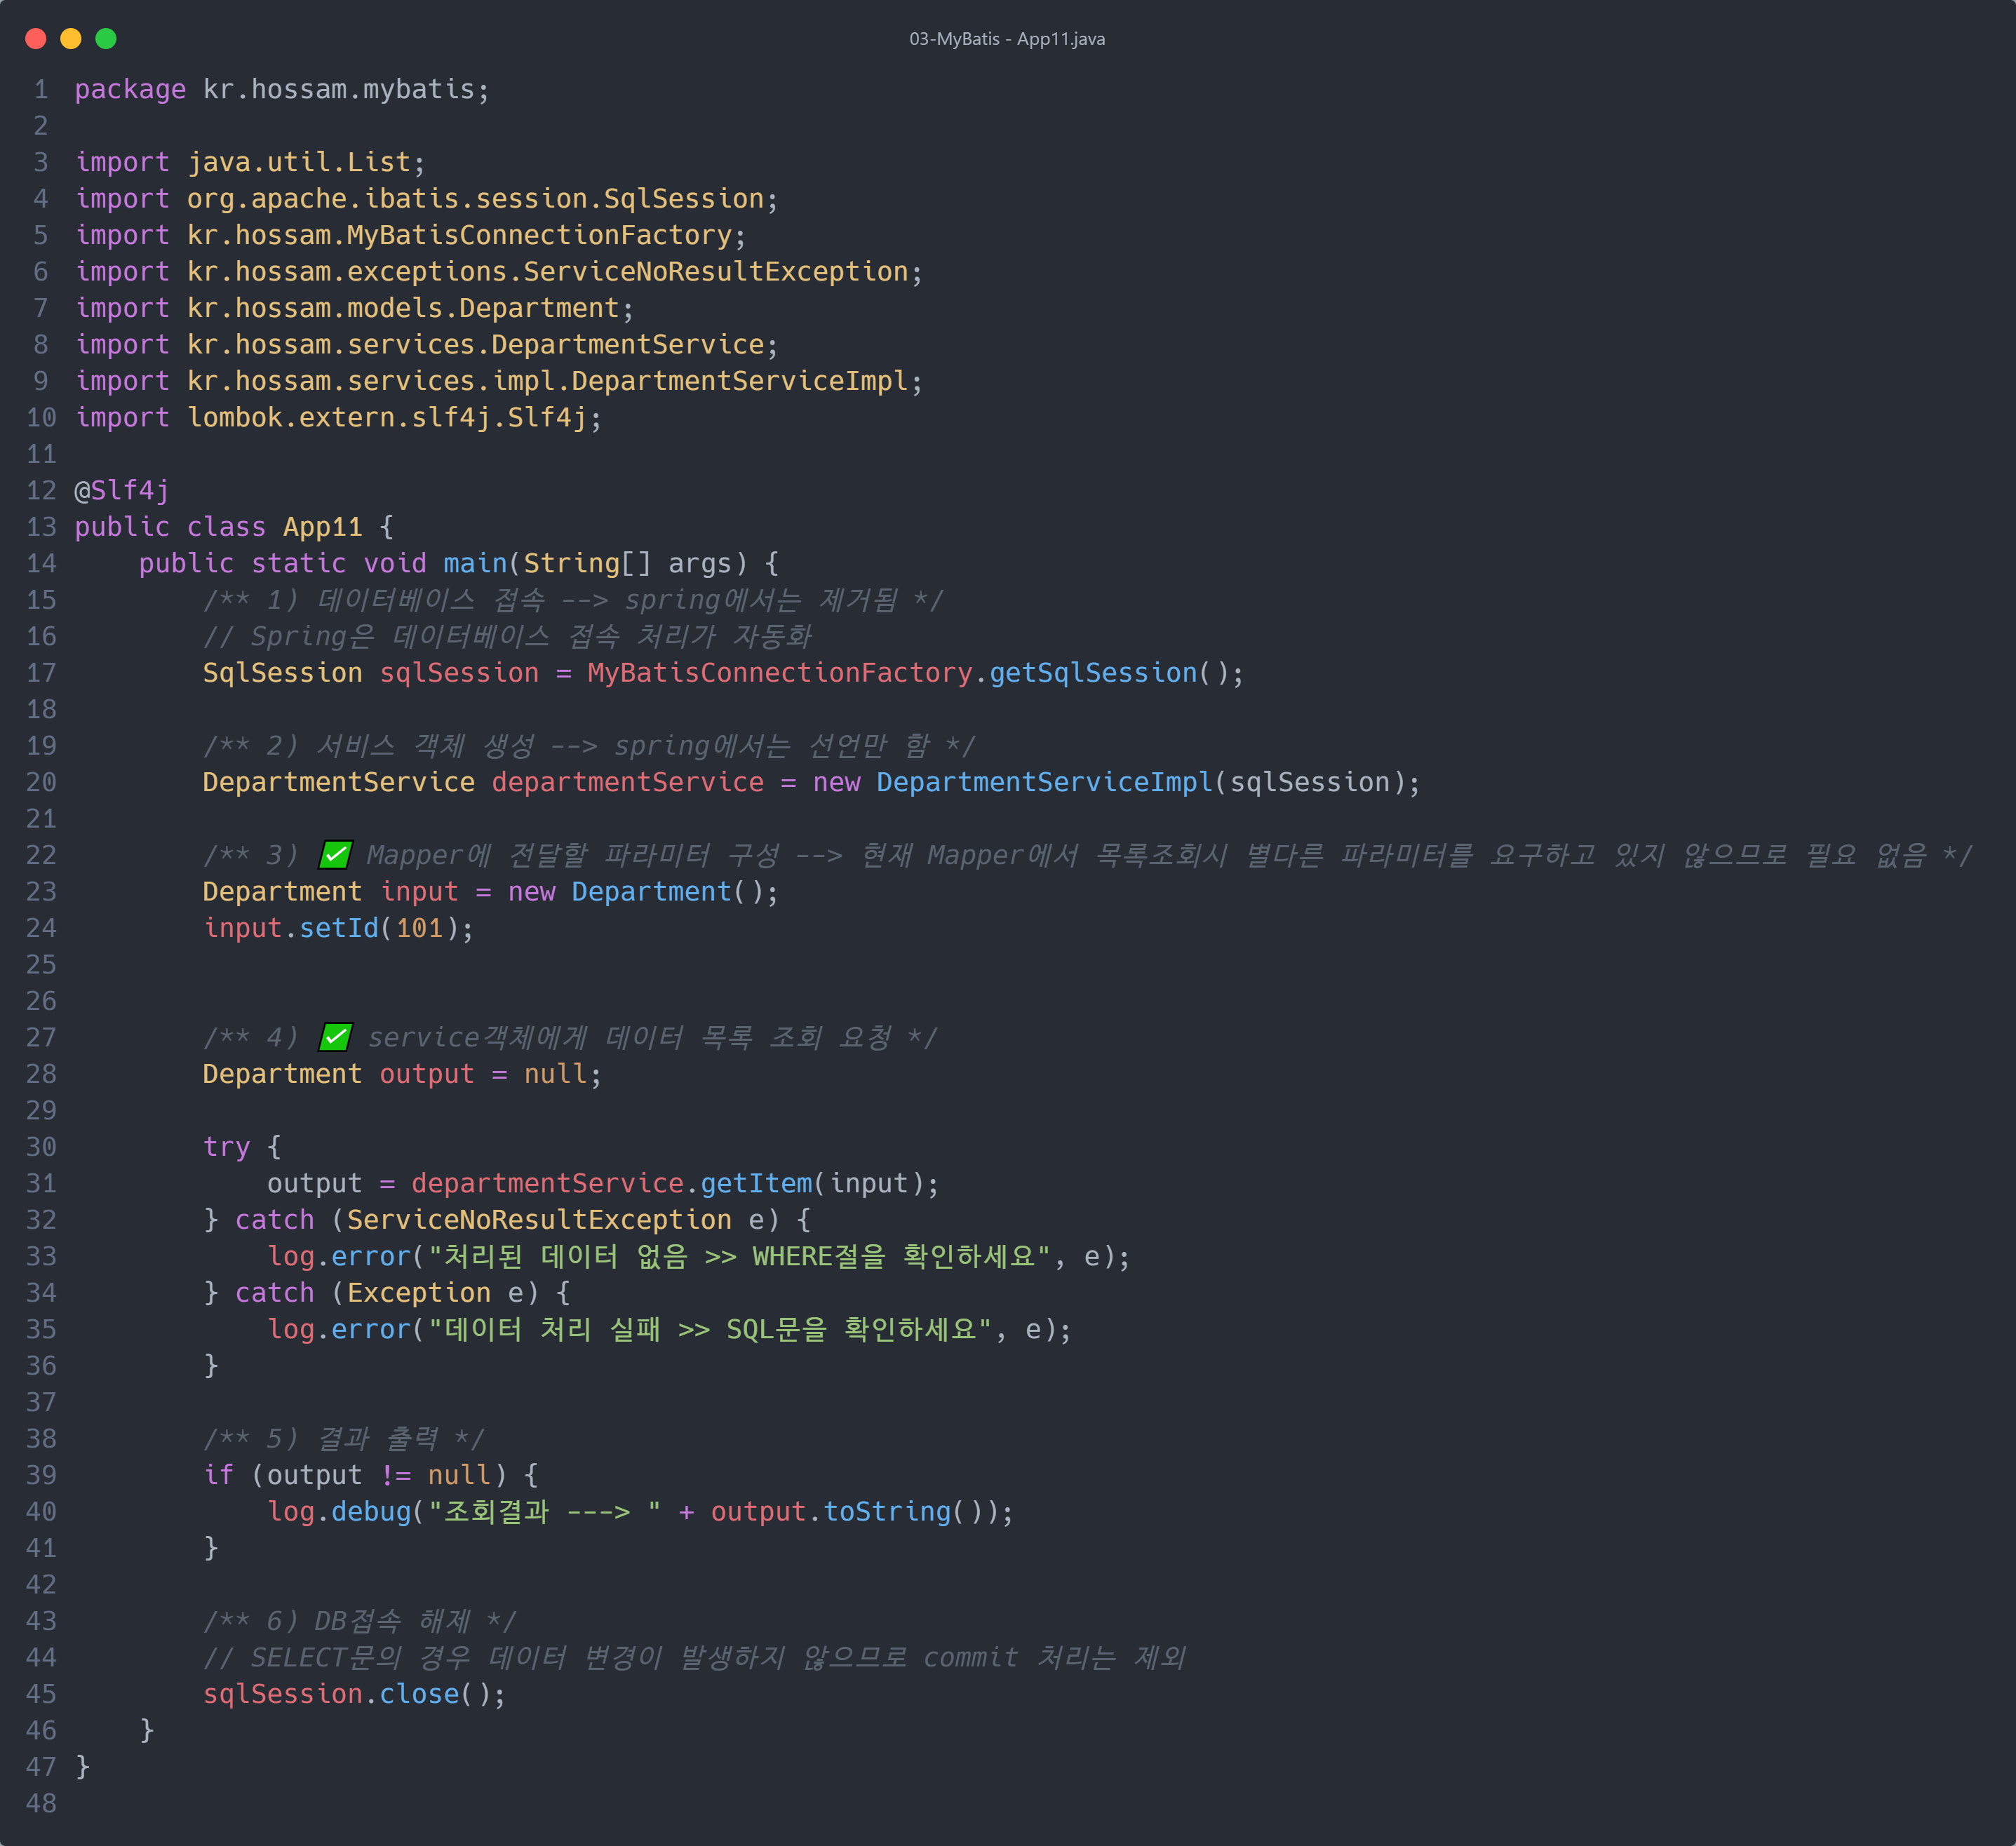 03-MyBatis - App11.java
1 package kr.hossam.mybatis;
2
3 import java.util.List;
4 import org.apache.ibatis.session.SqlSession;
5 import kr.hossam.MyBatisConnectionFactory;
6 import kr.hossam.exceptions.ServiceNoResultException;
7 import kr.hossam.models.Department;
8 import kr.hossam.services.DepartmentService;
9 import kr.hossam.services.impl.DepartmentServiceImpl;
10 import lombok.extern.slf4j.Slf4j;
11
12 @Slf4j
13 public class App11 {
14     public static void main(String[] args) {
15         /** 1) 데이터베이스 접속 --> spring에서는 제거됨 */
16         // Spring은 데이터베이스 접속 처리가 자동화
17         SqlSession sqlSession = MyBatisConnectionFactory.getSqlSession();
18
19         /** 2) 서비스 객체 생성 --> spring에서는 선언만 함 */
20         DepartmentService departmentService = new DepartmentServiceImpl(sqlSession);
21
22         /** 3) ✅ Mapper에 전달할 파라미터 구성 --> 현재 Mapper에서 목록조회시 별다른 파라미터를 요구하고 있지 않으므로 필요 없음 */
23         Department input = new Department();
24         input.setId(101);
25
26
27         /** 4) ✅ service객체에게 데이터 목록 조회 요청 */
28         Department output = null;
29
30         try {
31             output = departmentService.getItem(input);
32         } catch (ServiceNoResultException e) {
33             log.error("처리된 데이터 없음 >> WHERE절을 확인하세요", e);
34         } catch (Exception e) {
35             log.error("데이터 처리 실패 >> SQL문을 확인하세요", e);
36         }
37
38         /** 5) 결과 출력 */
39         if (output != null) {
40             log.debug("조회결과 ---> " + output.toString());
41         }
42
43         /** 6) DB접속 해제 */
44         // SELECT문의 경우 데이터 변경이 발생하지 않으므로 commit 처리는 제외
45         sqlSession.close();
46     }
47 }
48